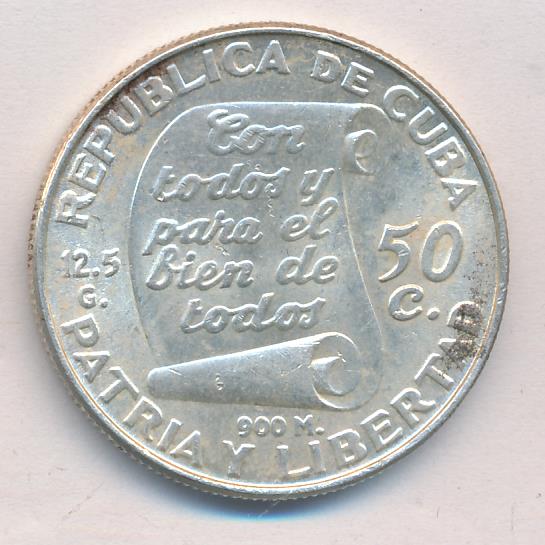 REPUBLICA DE CUBA
Con
todos y
para el
bien de
todos
12.5
G.
50
C.
900 M.
PATRIA Y LIBERTAD